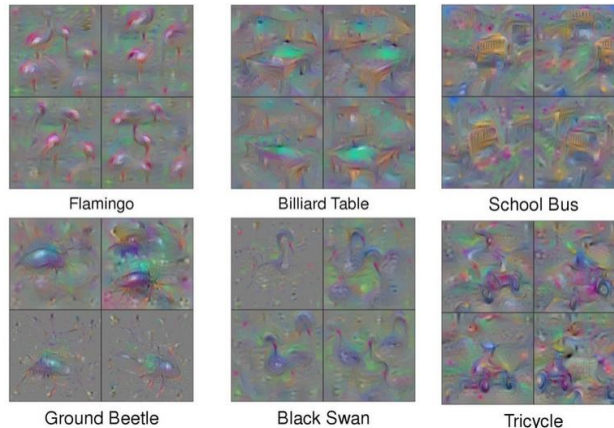 Flamingo
Billiard Table
School Bus
Ground Beetle
Black Swan
Tricycle